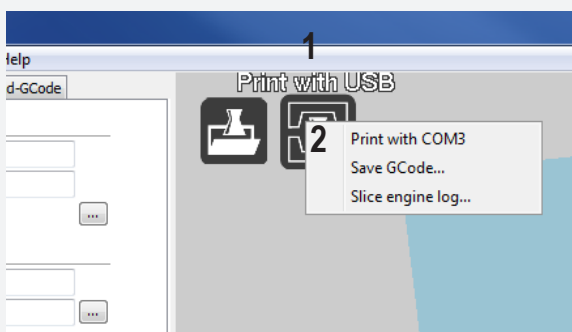 1
Help
d-GCode
Print with USB
2
Print with COM3
Save GCode...
Slice engine log...
...
...